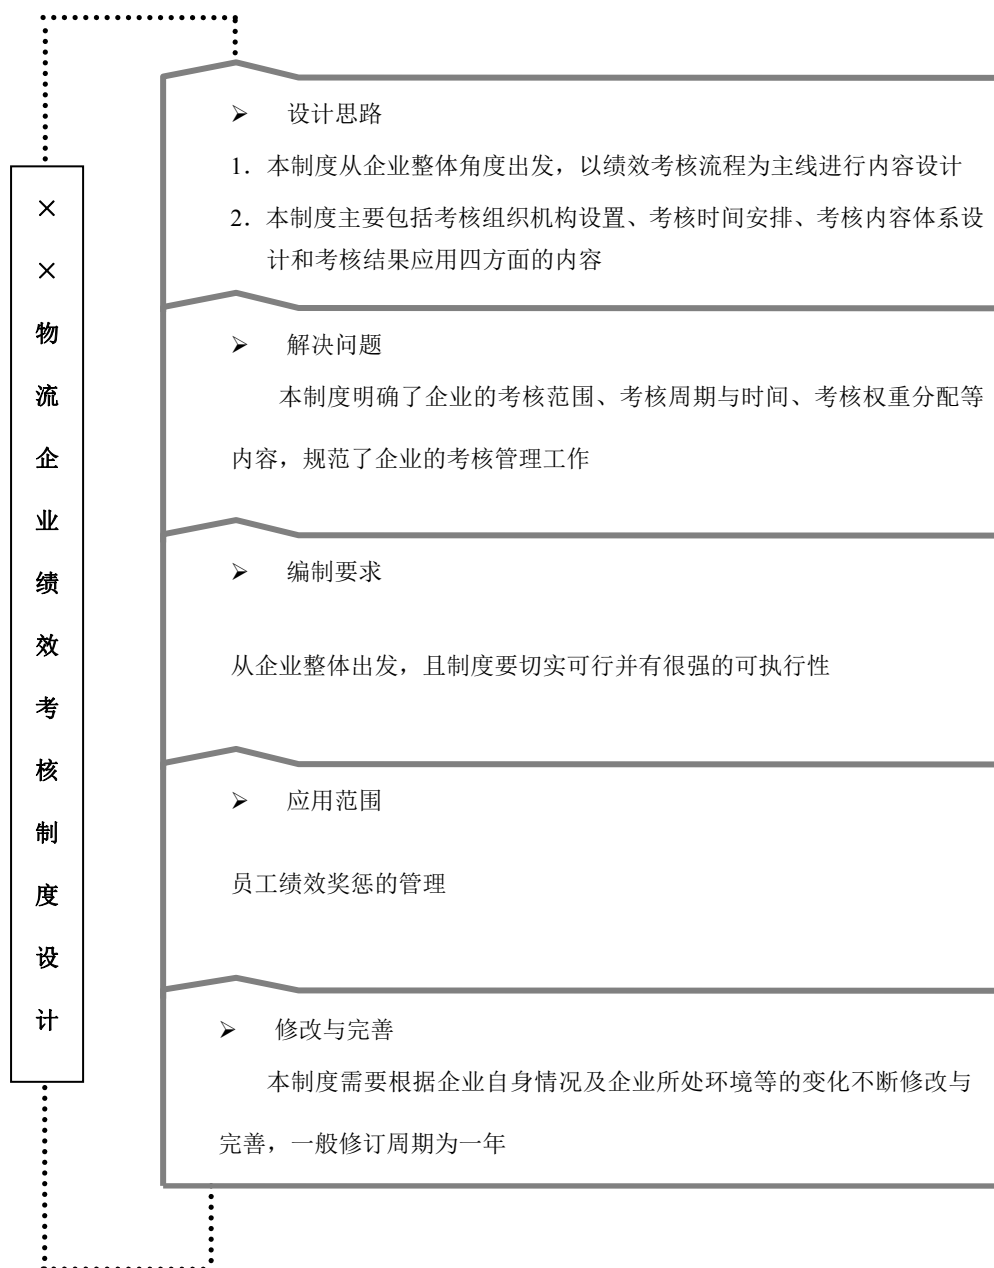 ××物流企业绩效考核制度设计
➢ 设计思路
1．本制度从企业整体角度出发，以绩效考核流程为主线进行内容设计
2．本制度主要包括考核组织机构设置、考核时间安排、考核内容体系设
计和考核结果应用四方面的内容
➢ 解决问题
本制度明确了企业的考核范围、考核周期与时间、考核权重分配等
内容，规范了企业的考核管理工作
➢ 编制要求
从企业整体出发，且制度要切实可行并有很强的可执行性
➢ 应用范围
员工绩效奖惩的管理
➢ 修改与完善
本制度需要根据企业自身情况及企业所处环境等的变化不断修改与
完善，一般修订周期为一年